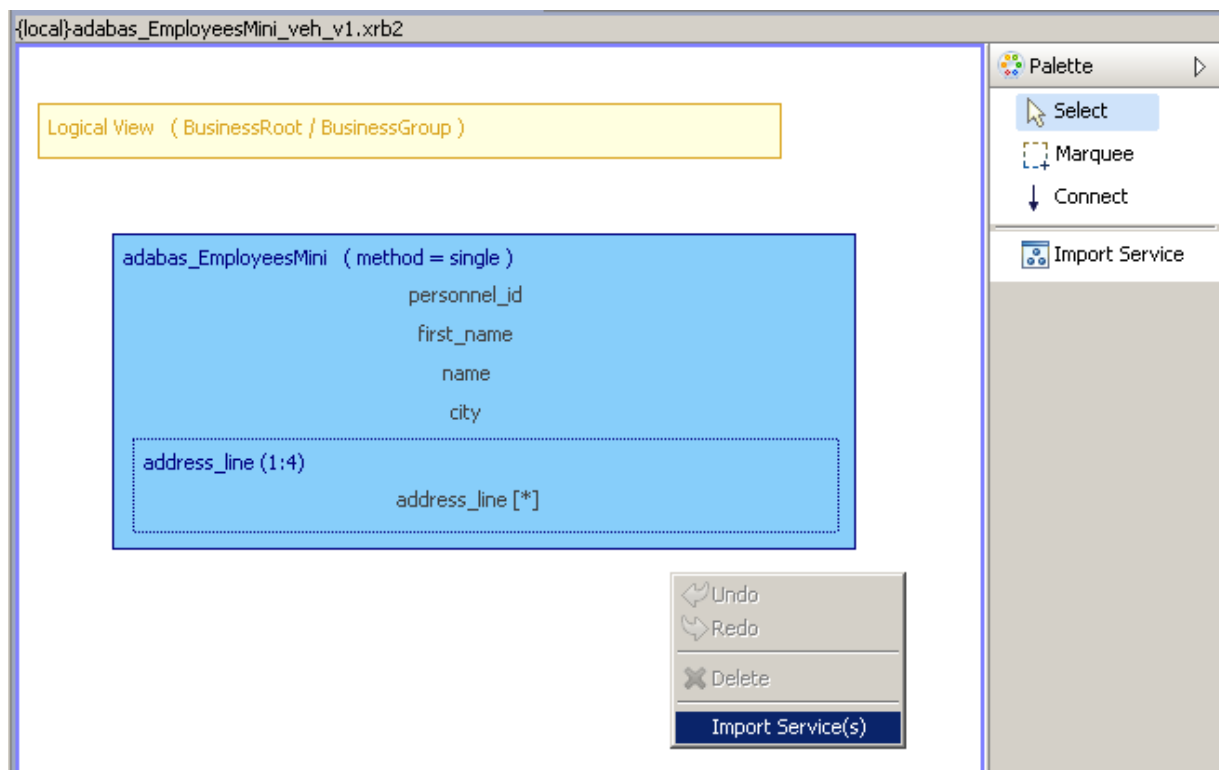 {local}adabas_EmployeesMini_veh_v1.xrb2
Logical View ( BusinessRoot / BusinessGroup )
adabas_EmployeesMini ( method = single )
personnel_id
first_name
name
city
address_line (1:4)
address_line [*]
Undo
Redo
Delete
Import Service(s)
Palette
Select
Marquee
Connect
Import Service